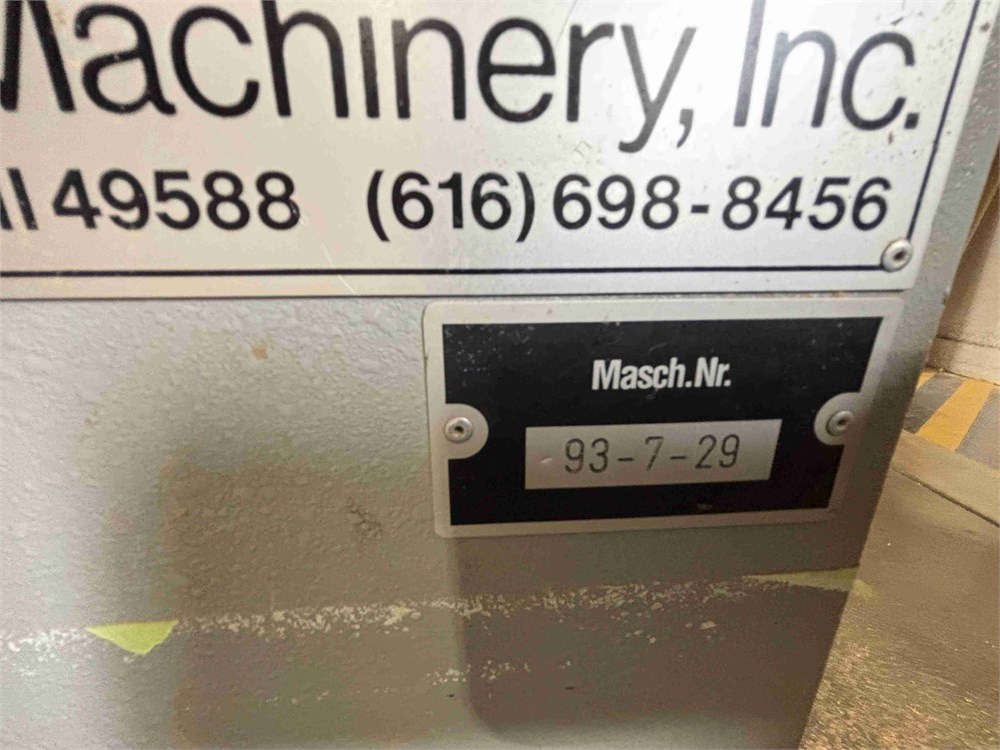 Machinery, Inc.
49588 (616) 698-8456
Masch.Nr.
93-7-29